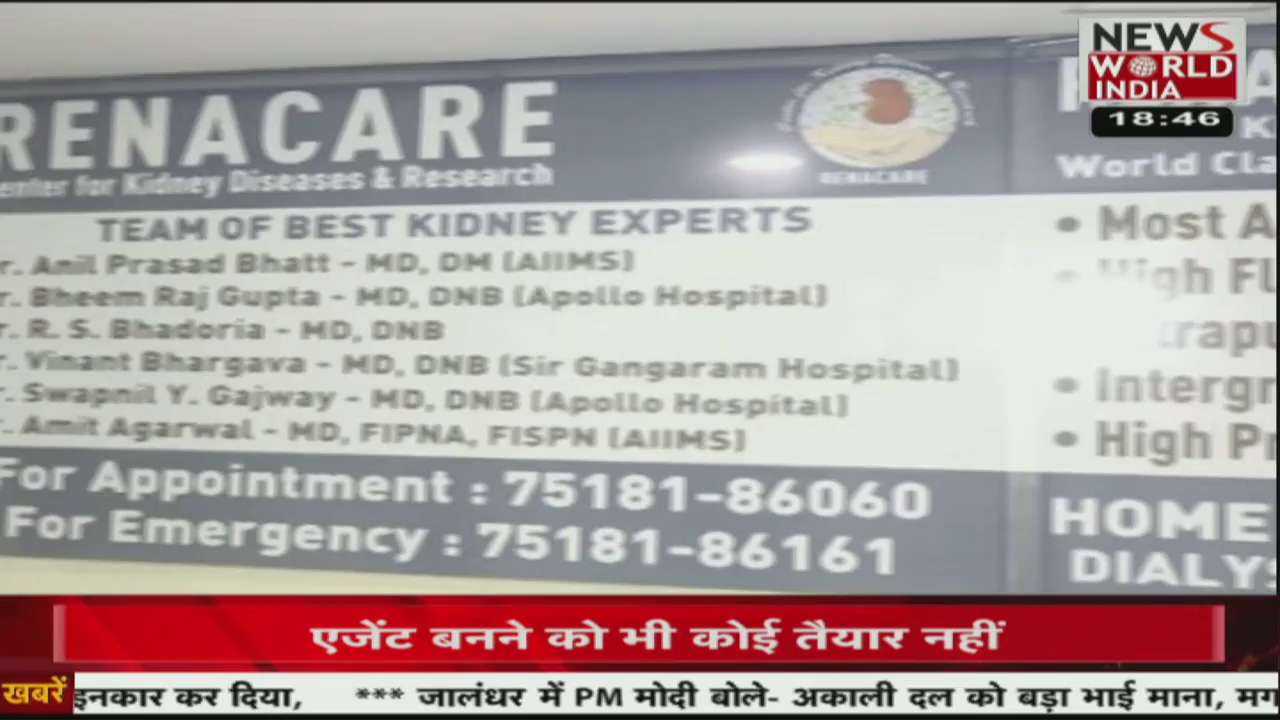 NEWS
WORLD
INDIA
18:46
RENACARE
enter for Kidney Diseases & Research
RENACARE
TEAM OF BEST KIDNEY EXPERTS
r. Anil Prasad Bhatt - MD, DM (AIIMS)
r. Bheem Raj Gupta - MD, DNB (Apollo Hospital)
r. R. S. Bhadoria - MD, DNB
r. Vinant Bhargava - MD, DNB (Sir Gangaram Hospital)
r. Swapnil Y. Gajway - MD, DNB (Apollo Hospital)
r. Amit Agarwal - MD, FIPNA, FISPN (AIIMS)
For Appointment : 75181-86060
For Emergency : 75181-86161
World Cla
• Most A
High Fl
• Intergr
• High Pr
HOME
DIALYS
एजेंट बनने को भी कोई तैयार नहीं
खबरें इनकार कर दिया, *** जालंधर में PM मोदी बोले- अकाली दल को बड़ा भाई माना, मग